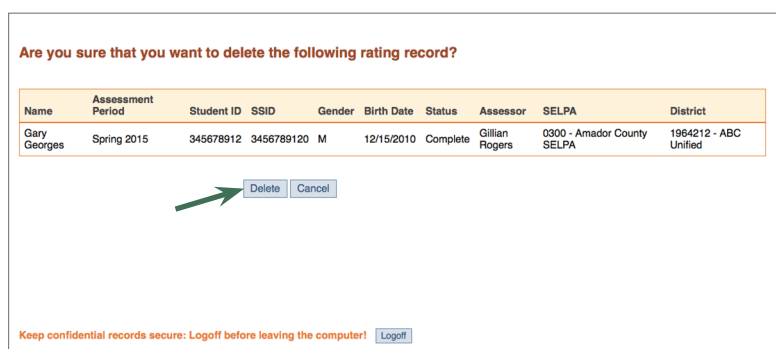 Are you sure that you want to delete the following rating record?
Name Assessment Period Student ID SSID Gender Birth Date Status Assessor SELPA District
Gary Georges Spring 2015 345678912 3456789120 M 12/15/2010 Complete Gillian Rogers 0300 - Amador County SELPA 1964212 - ABC Unified
Delete Cancel
Keep confidential records secure: Logoff before leaving the computer! Logoff